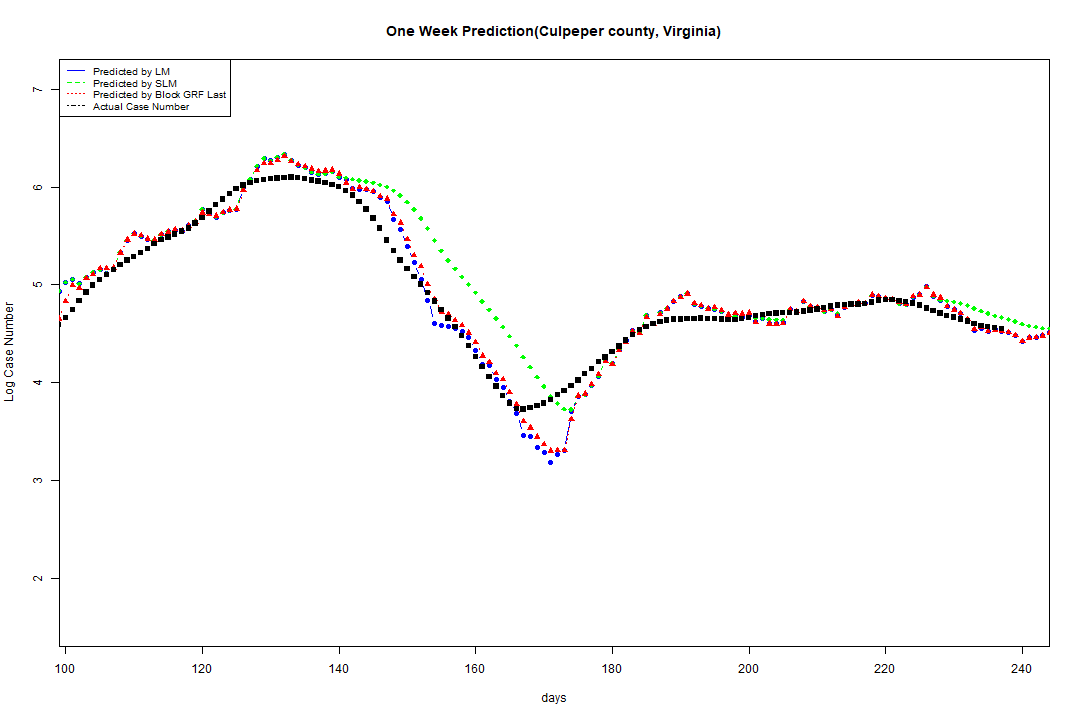 One Week Prediction(Culpeper county, Virginia)
Predicted by LM
Predicted by SLM
Predicted by Block GRF Last
Actual Case Number
7
6
5
4
3
2
Log Case Number
100 120 140 160 180 200 220 240
days